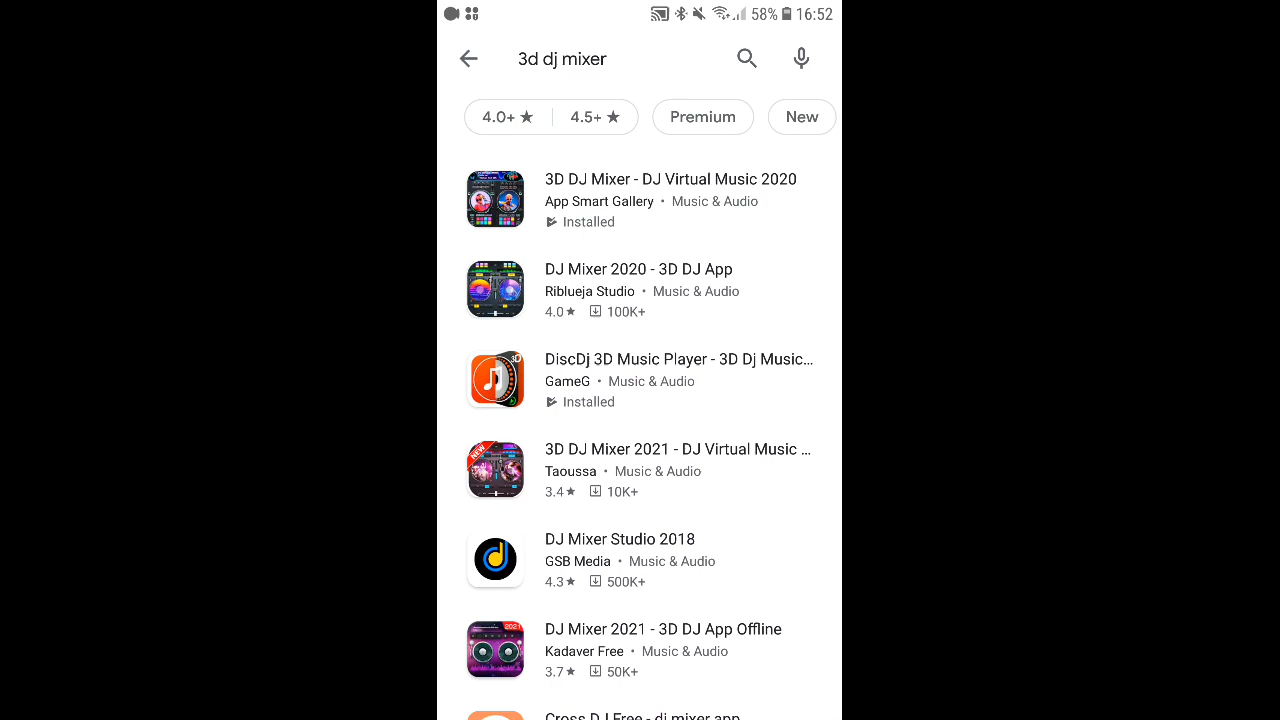 58% 16:52
3d dj mixer
4.0+ ★ 4.5+ ★ Premium New
3D DJ Mixer - DJ Virtual Music 2020
App Smart Gallery • Music & Audio
Installed
DJ Mixer 2020 - 3D DJ App
Riblueja Studio • Music & Audio
4.0★ 100K+
3D
DiscDj 3D Music Player - 3D Dj Music...
GameG • Music & Audio
Installed
NEW
3D DJ Mixer 2021 - DJ Virtual Music ...
Taoussa • Music & Audio
3.4★ 10K+
DJ Mixer Studio 2018
GSB Media • Music & Audio
4.3★ 500K+
2021
DJ Mixer 2021 - 3D DJ App Offline
Kadaver Free • Music & Audio
3.7★ 50K+
Cross DJ Free - dj mixer app